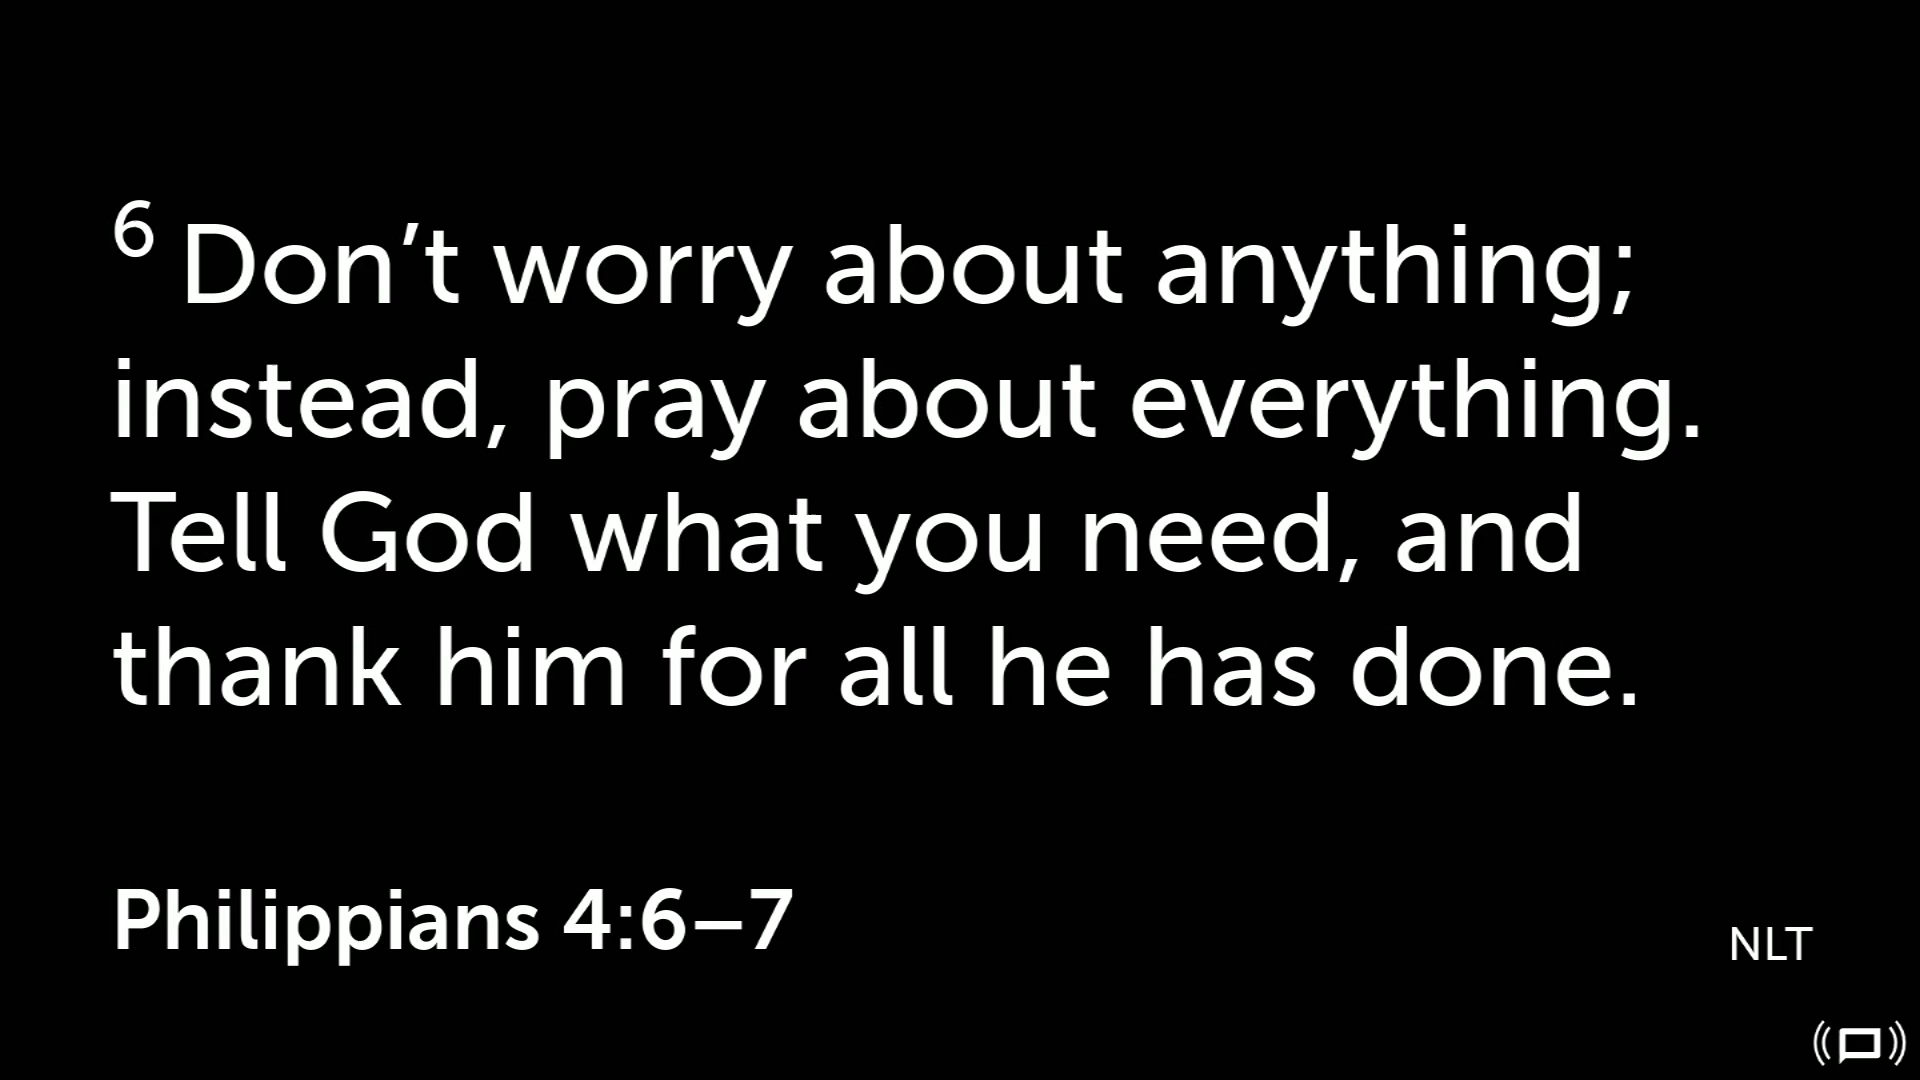 6 Don’t worry about anything;
instead, pray about everything.
Tell God what you need, and
thank him for all he has done.
Philippians 4:6–7
NLT